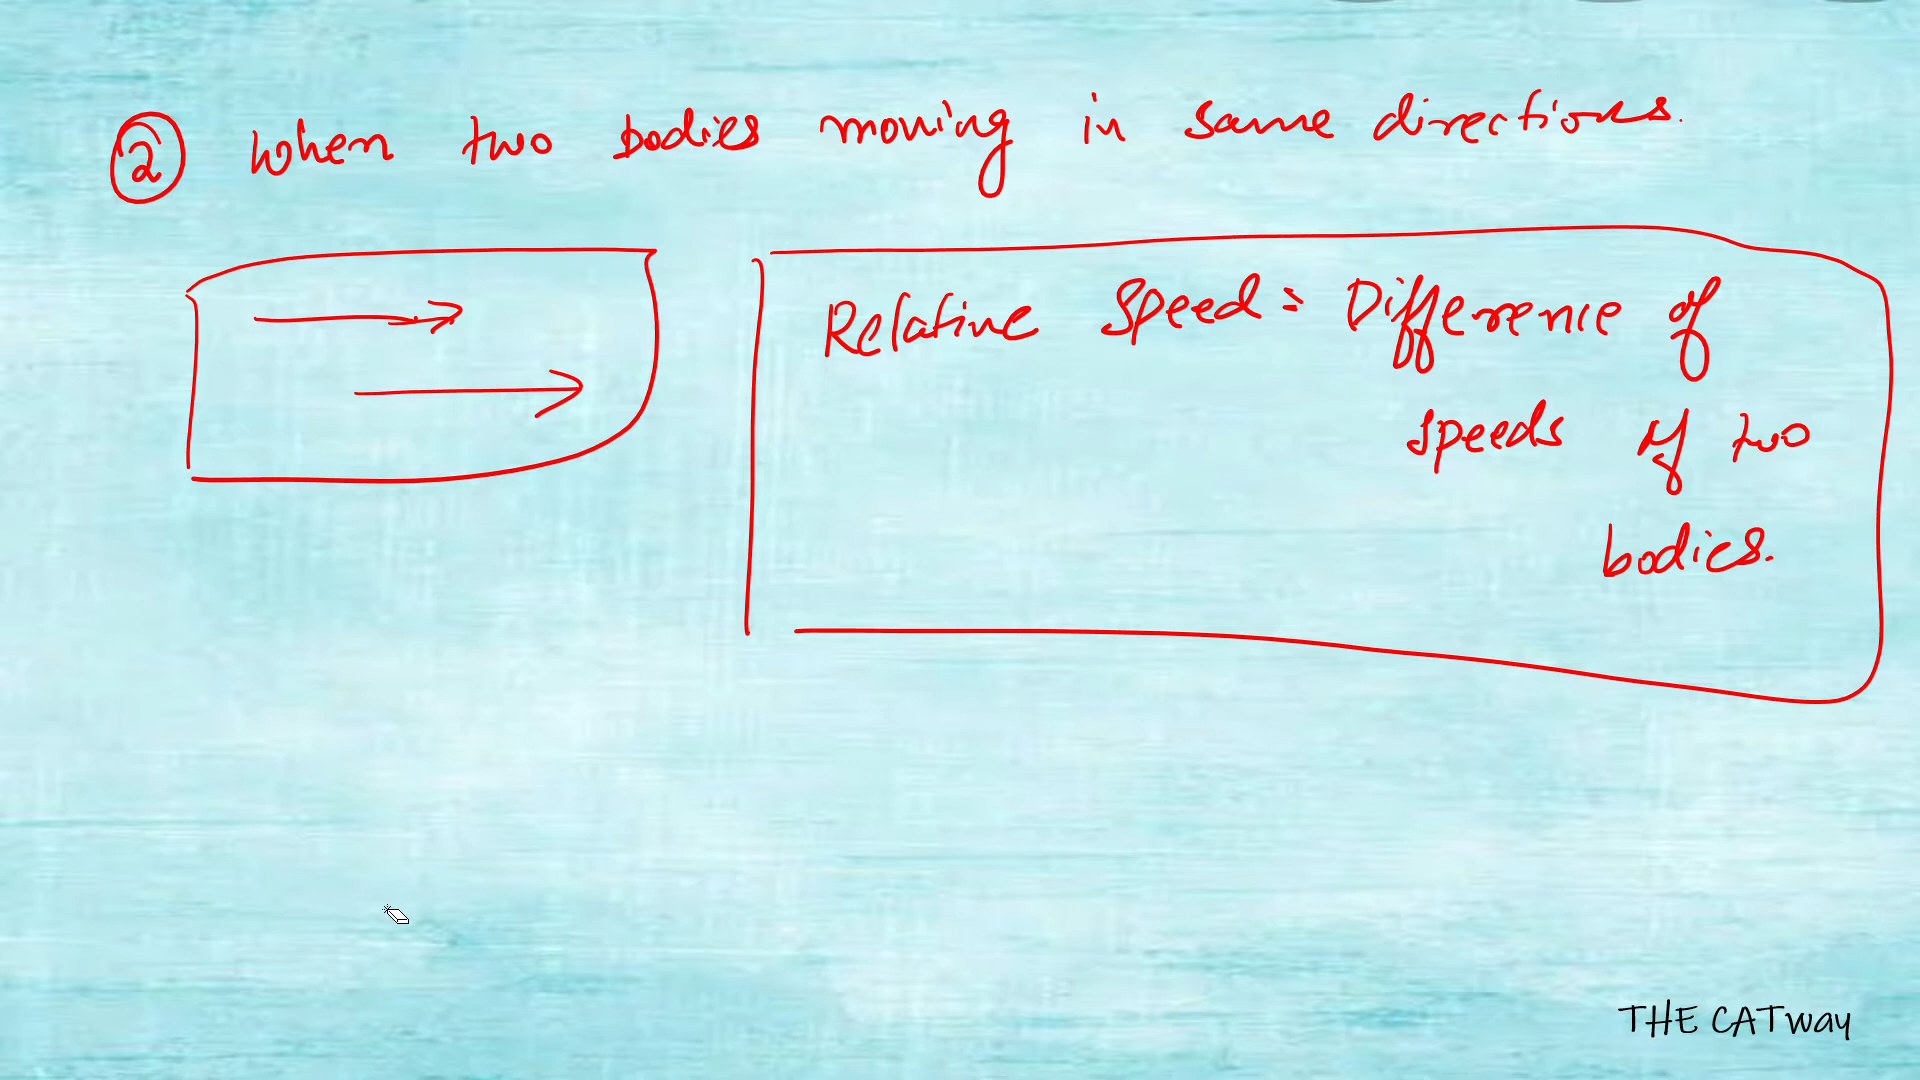 ② When two bodies moving in same directions.
Relative Speed = Difference of
speeds of two
bodies.
THE CATway